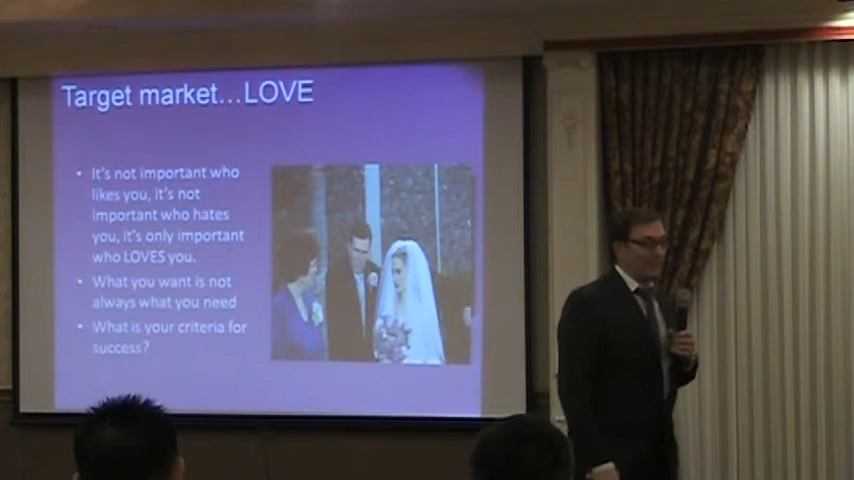 Target market...LOVE
• It's not important who
likes you, it's not
important who hates
you, it's only important
who LOVES you.
• What you want is not
always what you need
• What is your criteria for
success?